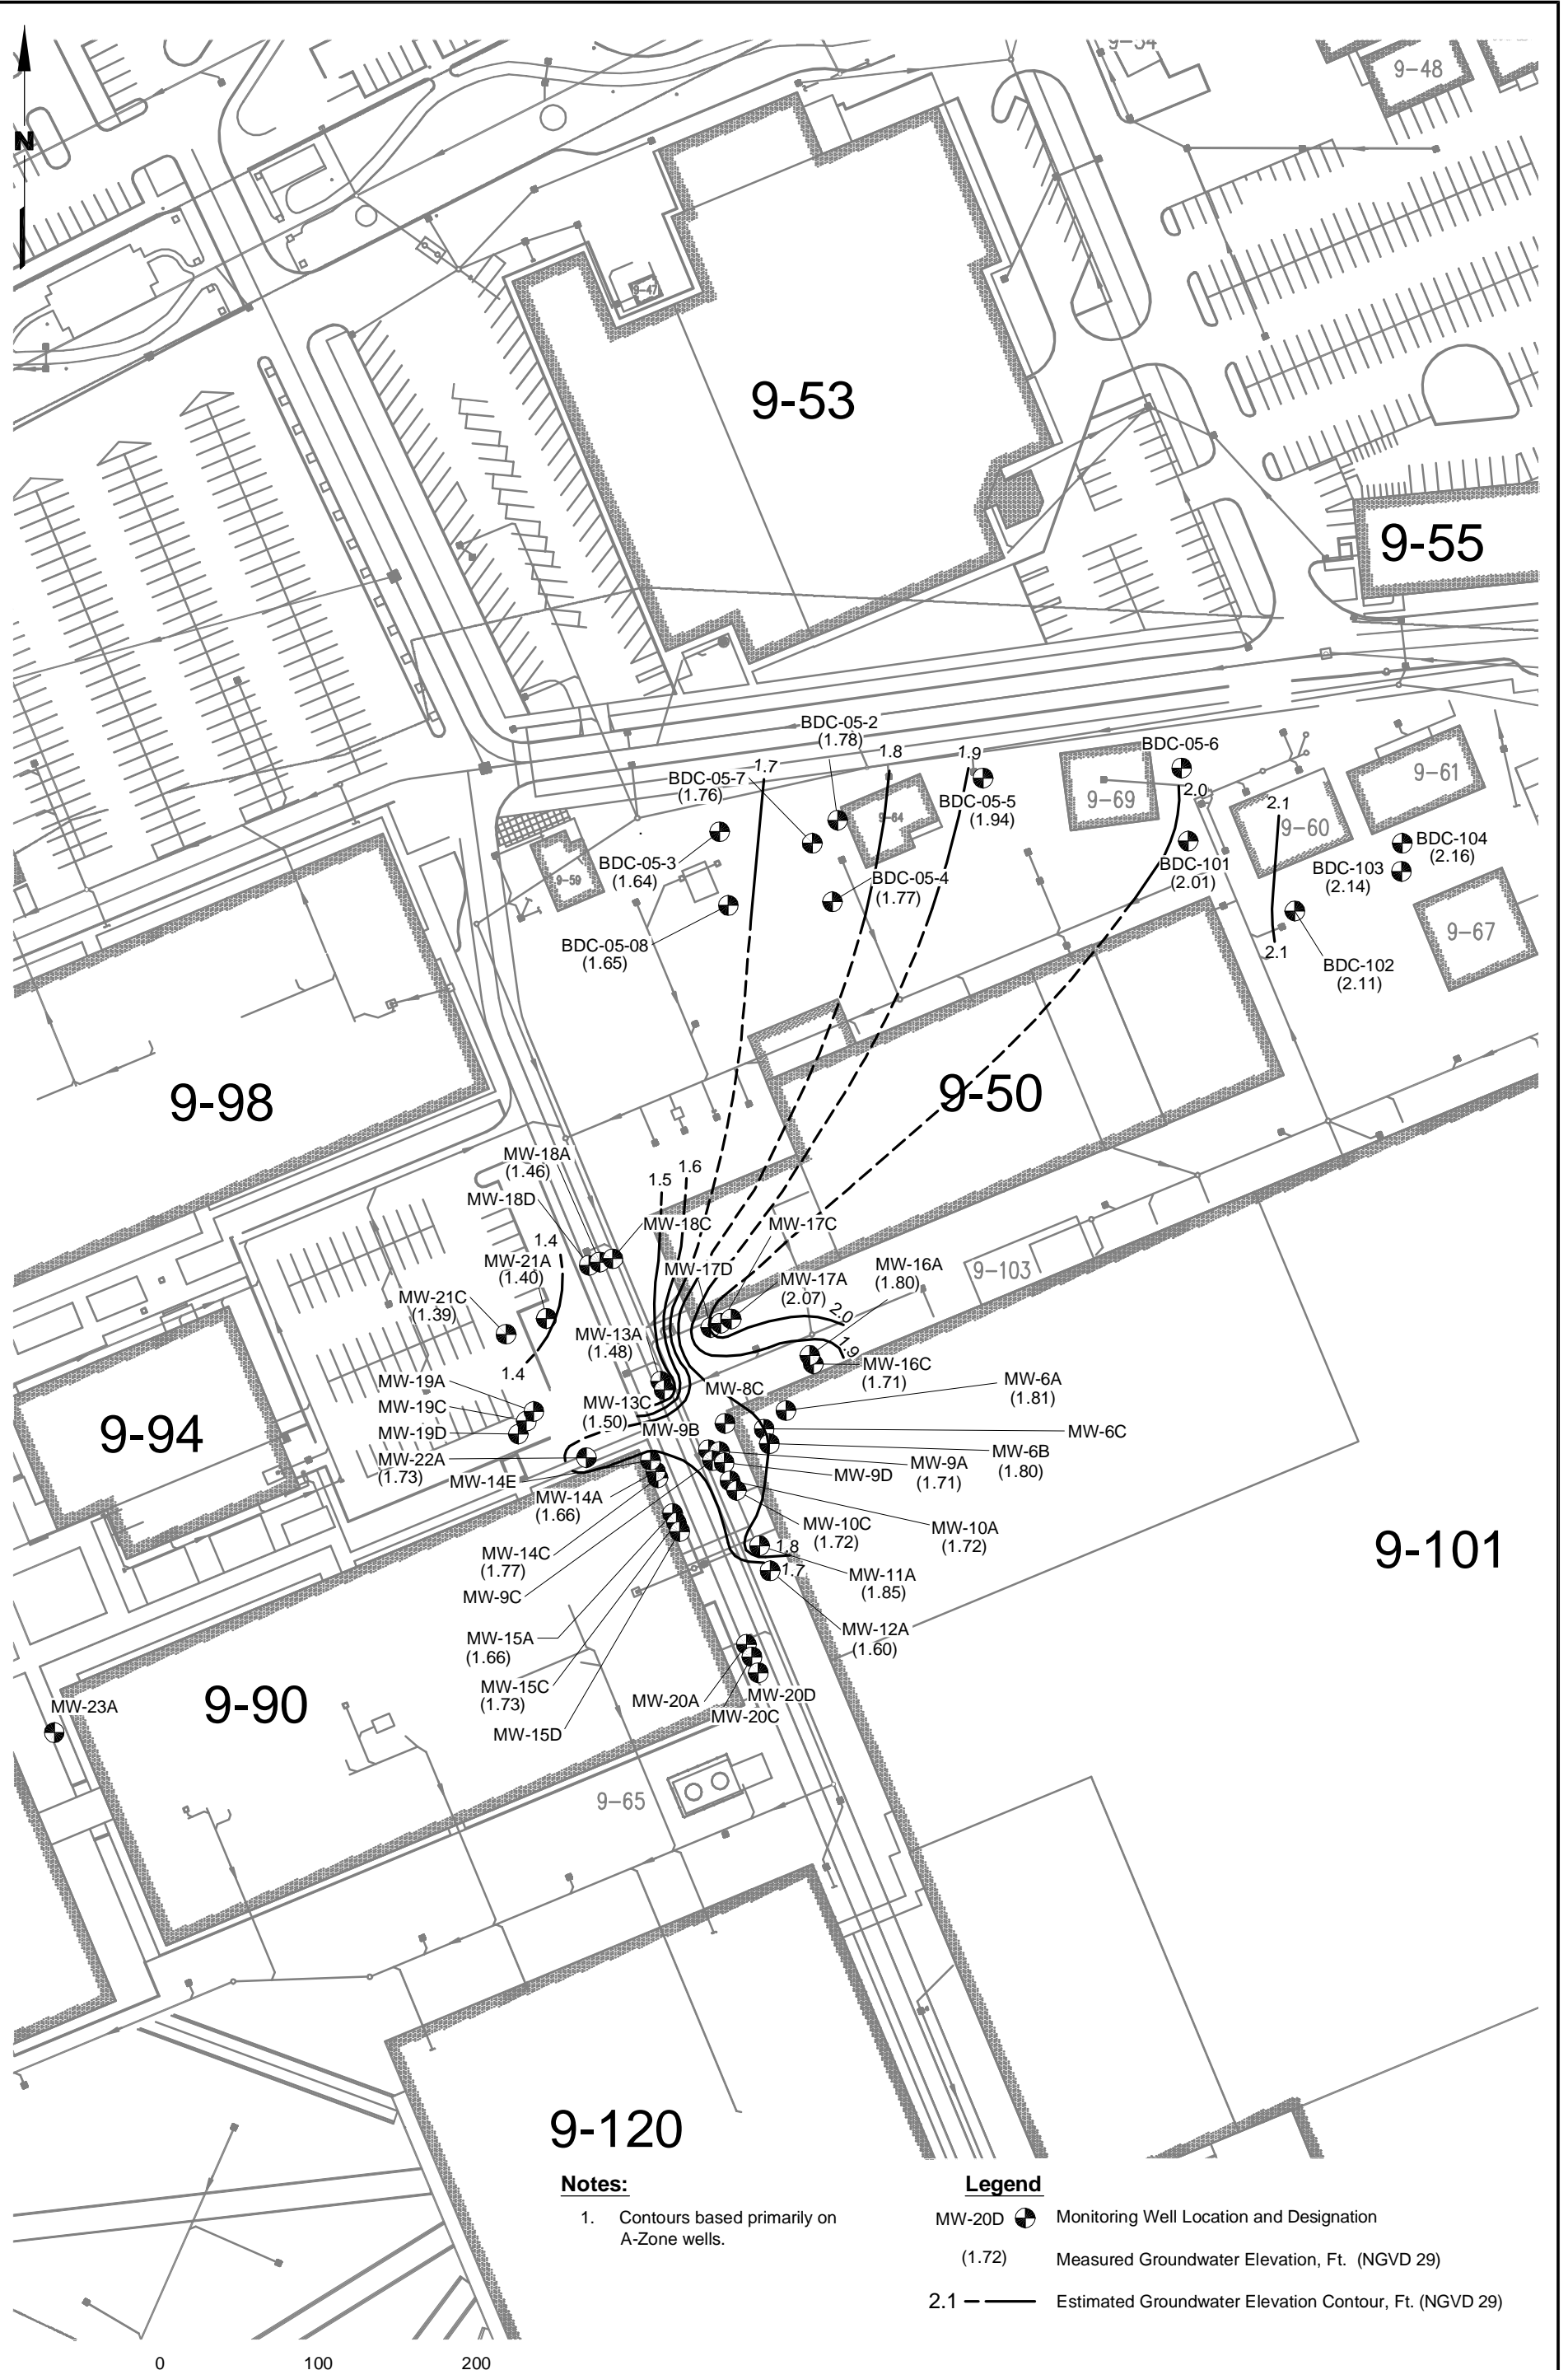 9-54
9-48
N
9-47
9-53
9-55
BDC-05-2
(1.78)
1.8
1.9
BDC-05-6
1.7
BDC-05-7
(1.76)
9-69
2.0
9-61
BDC-05-5
(1.94)
2.1
9-64
9-60
BDC-104
(2.16)
BDC-05-3
(1.64)
9-59
BDC-05-4
(1.77)
BDC-101
(2.01)
BDC-103
(2.14)
BDC-05-08
(1.65)
2.1
9-67
BDC-102
(2.11)
9-98
9-50
MW-18A
(1.46)
1.6
1.5
MW-18D
MW-18C
MW-17C
1.4
MW-21A
(1.40)
MW-17D
MW-16A
(1.80)
9-103
MW-17A
(2.07)
MW-21C
(1.39)
2.0
MW-13A
(1.48)
1.9
MW-16C
(1.71)
1.4
MW-19A
MW-8C
MW-6A
(1.81)
MW-19C
MW-13C
(1.50)
MW-19D
MW-9B
MW-6C
9-94
MW-22A
(1.73)
MW-6B
(1.80)
MW-9A
(1.71)
MW-14E
MW-9D
MW-14A
(1.66)
MW-10C
(1.72)
MW-10A
(1.72)
9-101
MW-14C
(1.77)
1.8
1.7
MW-11A
(1.85)
MW-9C
MW-12A
(1.60)
MW-15A
(1.66)
MW-15C
(1.73)
MW-20D
MW-20A
MW-20C
MW-23A
9-90
MW-15D
9-65
9-120
Notes:
1. Contours based primarily on
A-Zone wells.
Legend
MW-20D Monitoring Well Location and Designation
(1.72) Measured Groundwater Elevation, Ft. (NGVD 29)
2.1 Estimated Groundwater Elevation Contour, Ft. (NGVD 29)
0 100 200